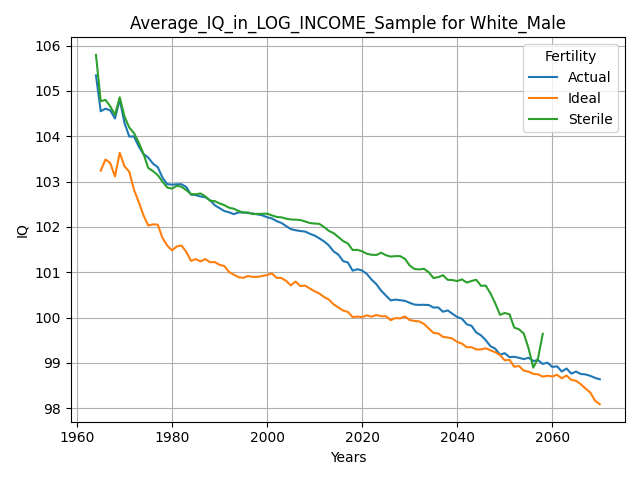 Average_IQ_in_LOG_INCOME_Sample for White_Male
Fertility
Actual
Ideal
Sterile
106
105
104
103
102
101
100
99
98
IQ
1960
1980
2000
2020
2040
2060
Years